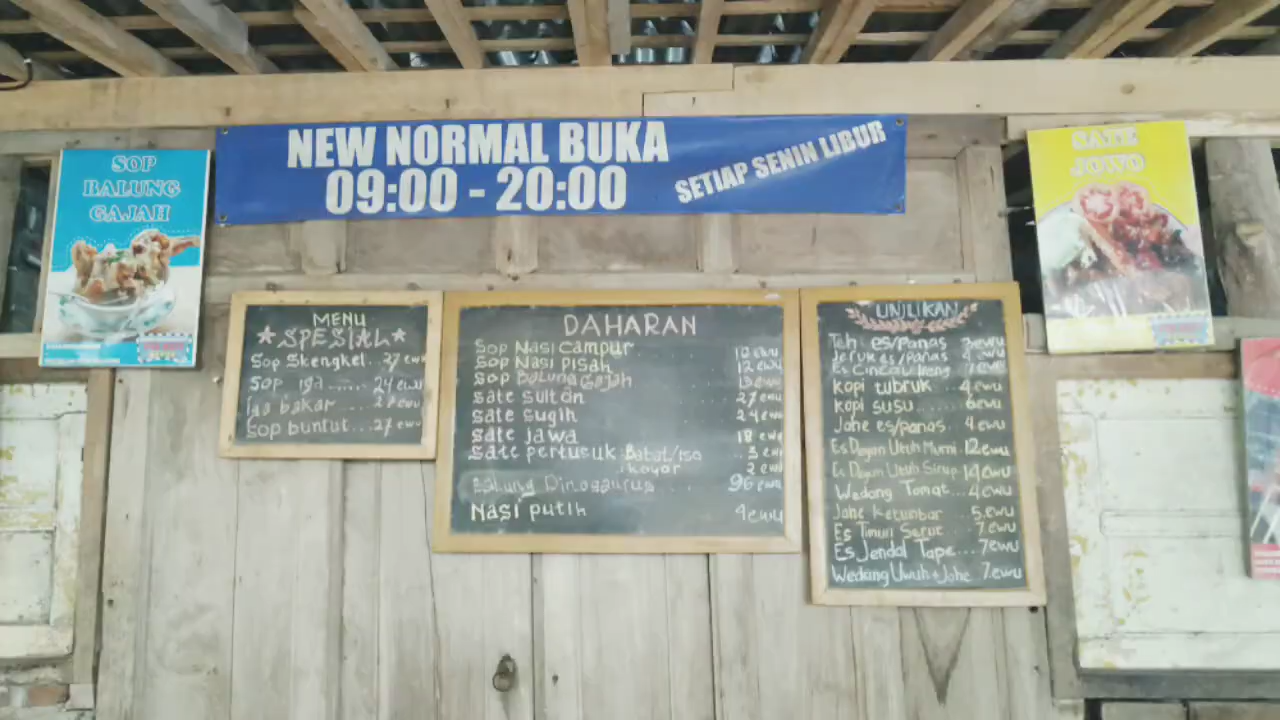 SOP
BALUNG
GAJAH
NEW NORMAL BUKA
09:00 - 20:00
SETIAP SENIN LIBUR
SATE
JOWO
MENU
SPESIAL
Sop Skengkel.. 27 ewu
Sop iga ...... 24 ewu
Iga bakar ....27 ewu
Sop buntut...27 ewu
DAHARAN
Sop Nasi Campur 10 ewu
Sop Nasi Pisah 12 ewu
Sop Balung Gajah 13 ewu
sate sultan 27 ewu
sate sugih 24 ewu
sate jawa 18 ewu
sate pertusuk : Babat/iso 3 ewu
: koyor 2 ewu
Balung Dinosaurus 96 ewu
Nasi putih 4 ewu
UNJUKAN
Teh es/panas 3 ewu
Jeruk es/panas 4 ewu
Es Cincau Ireng 7 ewu
kopi tubruk 4 ewu
kopi susu ...... 6 ewu
Jahe es/panas. 4 ewu
Es Degan Utuh Murni 12 ewu
Es Degan Utuh Sirup 14 ewu
Wedang Tomat...4 ewu
Jahe Ketumbar 5 ewu
Es Timun Serut 7 ewu
Es Jendol Tape....7 ewu
Wedang Uwuh + Jahe 7 ewu